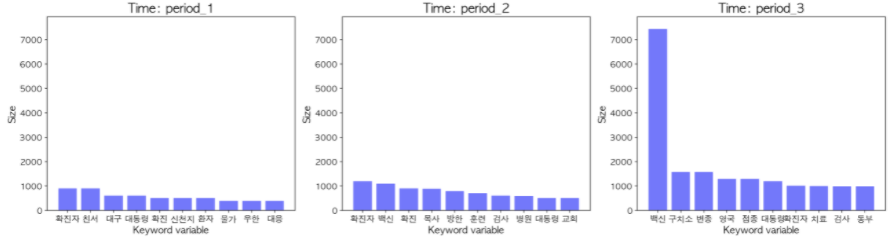 Time: period_1
Size
7000
6000
5000
4000
3000
2000
1000
0
확진자 친서 대구 대통령 확진 신천지 환자 응가 우한 대응
Keyword variable
Time: period_2
Size
7000
6000
5000
4000
3000
2000
1000
0
확진자 백신 확진 목사 방한 훈련 검사 병원 대통령 교회
Keyword variable
Time: period_3
Size
7000
6000
5000
4000
3000
2000
1000
0
백신 구치소 변종 영국 접종 대통령 확진자 치료 검사 동부
Keyword variable